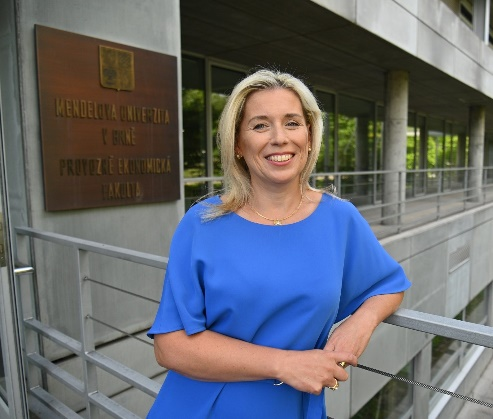 MENDELOVA UNIVERZITA
V BRNĚ
PROVOZNĚ EKONOMICKÁ
FAKULTA